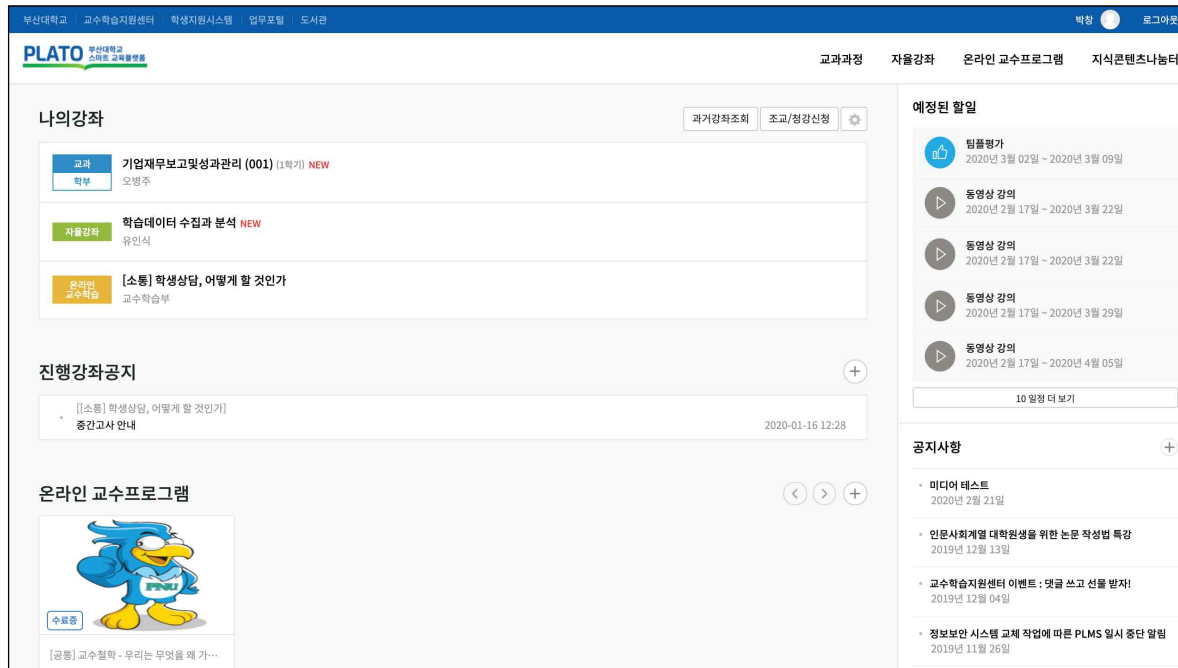 부산대학교 교수학습지원센터 학생지원시스템 업무포털 도서관
박창 로그아웃
PLATO 부산대학교
스마트 교육플랫폼
교과과정 자율강좌 온라인 교수프로그램 지식콘텐츠나눔터
나의강좌
과거강좌조회 조교/청강신청
교과
학부
기업재무보고및성과관리 (001) (1학기) NEW
오병주
자율강좌
학습데이터 수집과 분석 NEW
유인식
온라인
교수학습
[소통] 학생상담, 어떻게 할 것인가
교수학습부
진행강좌공지
[[소통] 학생상담, 어떻게 할 것인가]
중간고사 안내
2020-01-16 12:28
온라인 교수프로그램
PNU
수료증
[공통] 교수철학 - 우리는 무엇을 왜 가…
예정된 할일
팀플평가
2020년 3월 02일 ~ 2020년 3월 09일
동영상 강의
2020년 2월 17일 ~ 2020년 3월 22일
동영상 강의
2020년 2월 17일 ~ 2020년 3월 22일
동영상 강의
2020년 2월 17일 ~ 2020년 3월 29일
동영상 강의
2020년 2월 17일 ~ 2020년 4월 05일
10 일정 더 보기
공지사항
미디어 테스트
2020년 2월 21일
인문사회계열 대학원생을 위한 논문 작성법 특강
2019년 12월 13일
교수학습지원센터 이벤트 : 댓글 쓰고 선물 받자!
2019년 12월 04일
정보보안 시스템 교체 작업에 따른 PLMS 일시 중단 알림
2019년 11월 26일